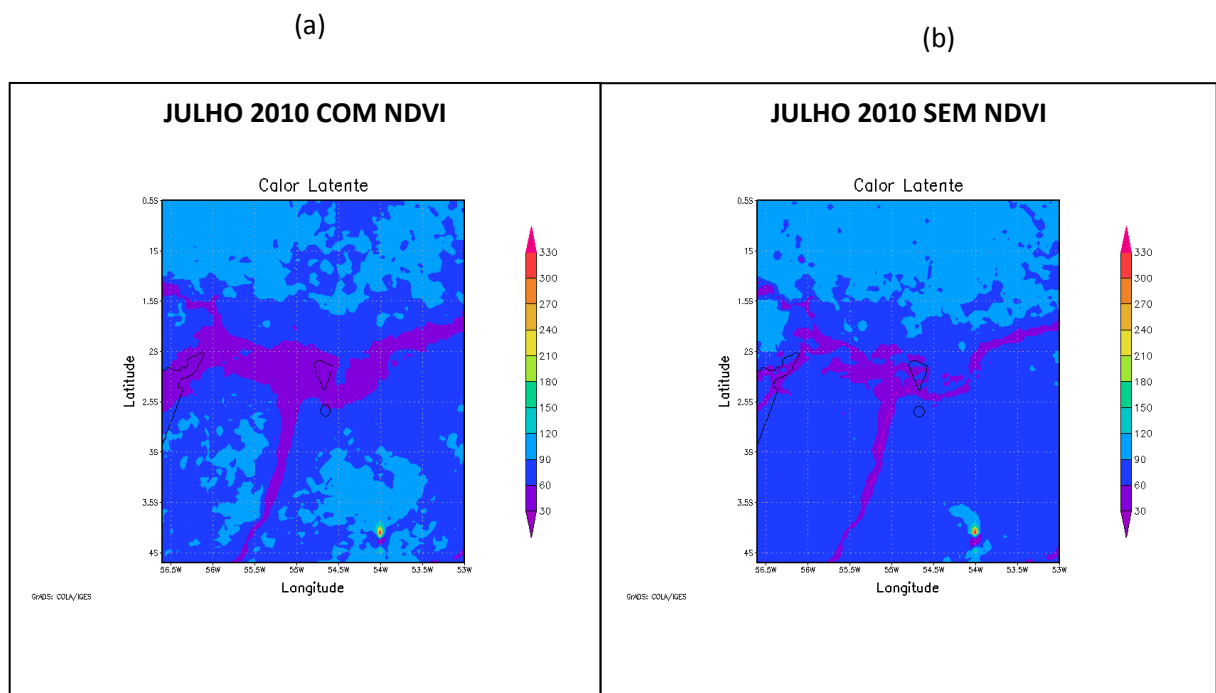 (a)
(b)
JULHO 2010 COM NDVI
JULHO 2010 SEM NDVI
Calor Latente
0.5S
1S
1.5S
2S
2.5S
3S
3.5S
4S
Latitude
56.5W 56W 55.5W 55W 54.5W 54W 53.5W 53W
Longitude
330
300
270
240
210
180
150
120
90
60
30
GrADS: COLA/IGES
Calor Latente
0.5S
1S
1.5S
2S
2.5S
3S
3.5S
4S
Latitude
56.5W 56W 55.5W 55W 54.5W 54W 53.5W 53W
Longitude
330
300
270
240
210
180
150
120
90
60
30
GrADS: COLA/IGES